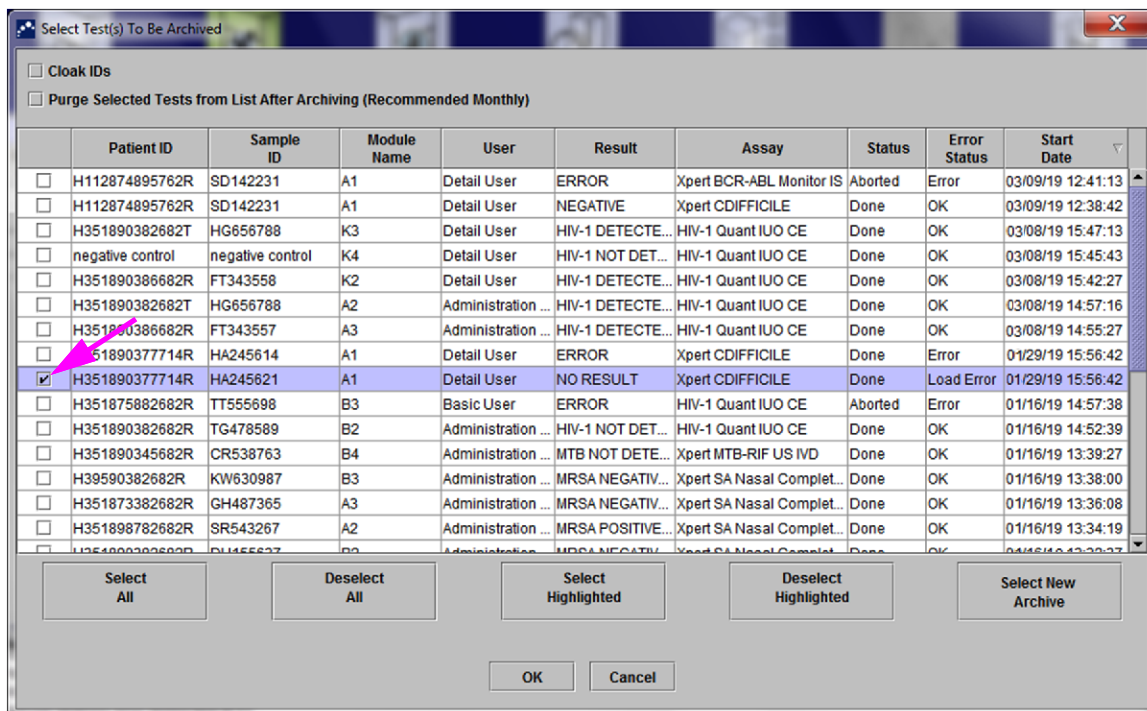 Select Test(s) To Be Archived
Cloak IDs
Purge Selected Tests from List After Archiving (Recommended Monthly)
Patient ID Sample ID Module Name User Result Assay Status Error Status Start Date
H112874895762R SD142231 A1 Detail User ERROR Xpert BCR-ABL Monitor IS Aborted Error 03/09/19 12:41:13
H112874895762R SD142231 A1 Detail User NEGATIVE Xpert CDIFFICILE Done OK 03/09/19 12:38:42
H351890382682T HG656788 K3 Detail User HIV-1 DETECTE... HIV-1 Quant IUO CE Done OK 03/08/19 15:47:13
negative control negative control K4 Detail User HIV-1 NOT DET... HIV-1 Quant IUO CE Done OK 03/08/19 15:45:43
H351890386682R FT343558 K2 Detail User HIV-1 DETECTE... HIV-1 Quant IUO CE Done OK 03/08/19 15:42:27
H351890382682T HG656788 A2 Administration ... HIV-1 DETECTE... HIV-1 Quant IUO CE Done OK 03/08/19 14:57:16
H351890386682R FT343557 A3 Administration ... HIV-1 DETECTE... HIV-1 Quant IUO CE Done OK 03/08/19 14:55:27
HA245614 A1 Detail User ERROR Xpert CDIFFICILE Done Error 01/29/19 15:56:42
H351890377714R HA245621 A1 Detail User NO RESULT Xpert CDIFFICILE Done Load Error 01/29/19 15:56:42
H351875882682R TT555698 B3 Basic User ERROR HIV-1 Quant IUO CE Aborted Error 01/16/19 14:57:38
H351890382682R TG478589 B2 Administration ... HIV-1 NOT DET... HIV-1 Quant IUO CE Done OK 01/16/19 14:52:39
H351890345682R CR538763 B4 Administration ... MTB NOT DETE... Xpert MTB-RIF US IVD Done OK 01/16/19 13:39:27
H39590382682R KW630987 B3 Administration ... MRSA NEGATIV... Xpert SA Nasal Complet... Done OK 01/16/19 13:38:00
H351873382682R GH487365 A3 Administration ... MRSA NEGATIV... Xpert SA Nasal Complet... Done OK 01/16/19 13:36:08
H351898782682R SR543267 A2 Administration ... MRSA POSITIVE... Xpert SA Nasal Complet... Done OK 01/16/19 13:34:19
Select All Deselect All Select Highlighted Deselect Highlighted Select New Archive
OK Cancel